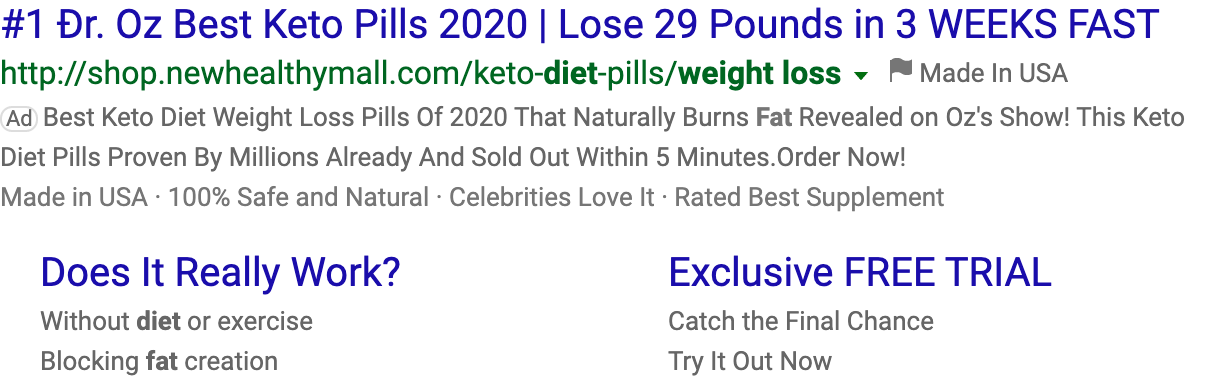 #1 Ðr. Oz Best Keto Pills 2020 | Lose 29 Pounds in 3 WEEKS FAST
http://shop.newhealthymall.com/keto-diet-pills/weight loss Made In USA
Ad Best Keto Diet Weight Loss Pills Of 2020 That Naturally Burns Fat Revealed on Oz's Show! This Keto
Diet Pills Proven By Millions Already And Sold Out Within 5 Minutes.Order Now!
Made in USA · 100% Safe and Natural · Celebrities Love It · Rated Best Supplement
Does It Really Work?
Without diet or exercise
Blocking fat creation
Exclusive FREE TRIAL
Catch the Final Chance
Try It Out Now